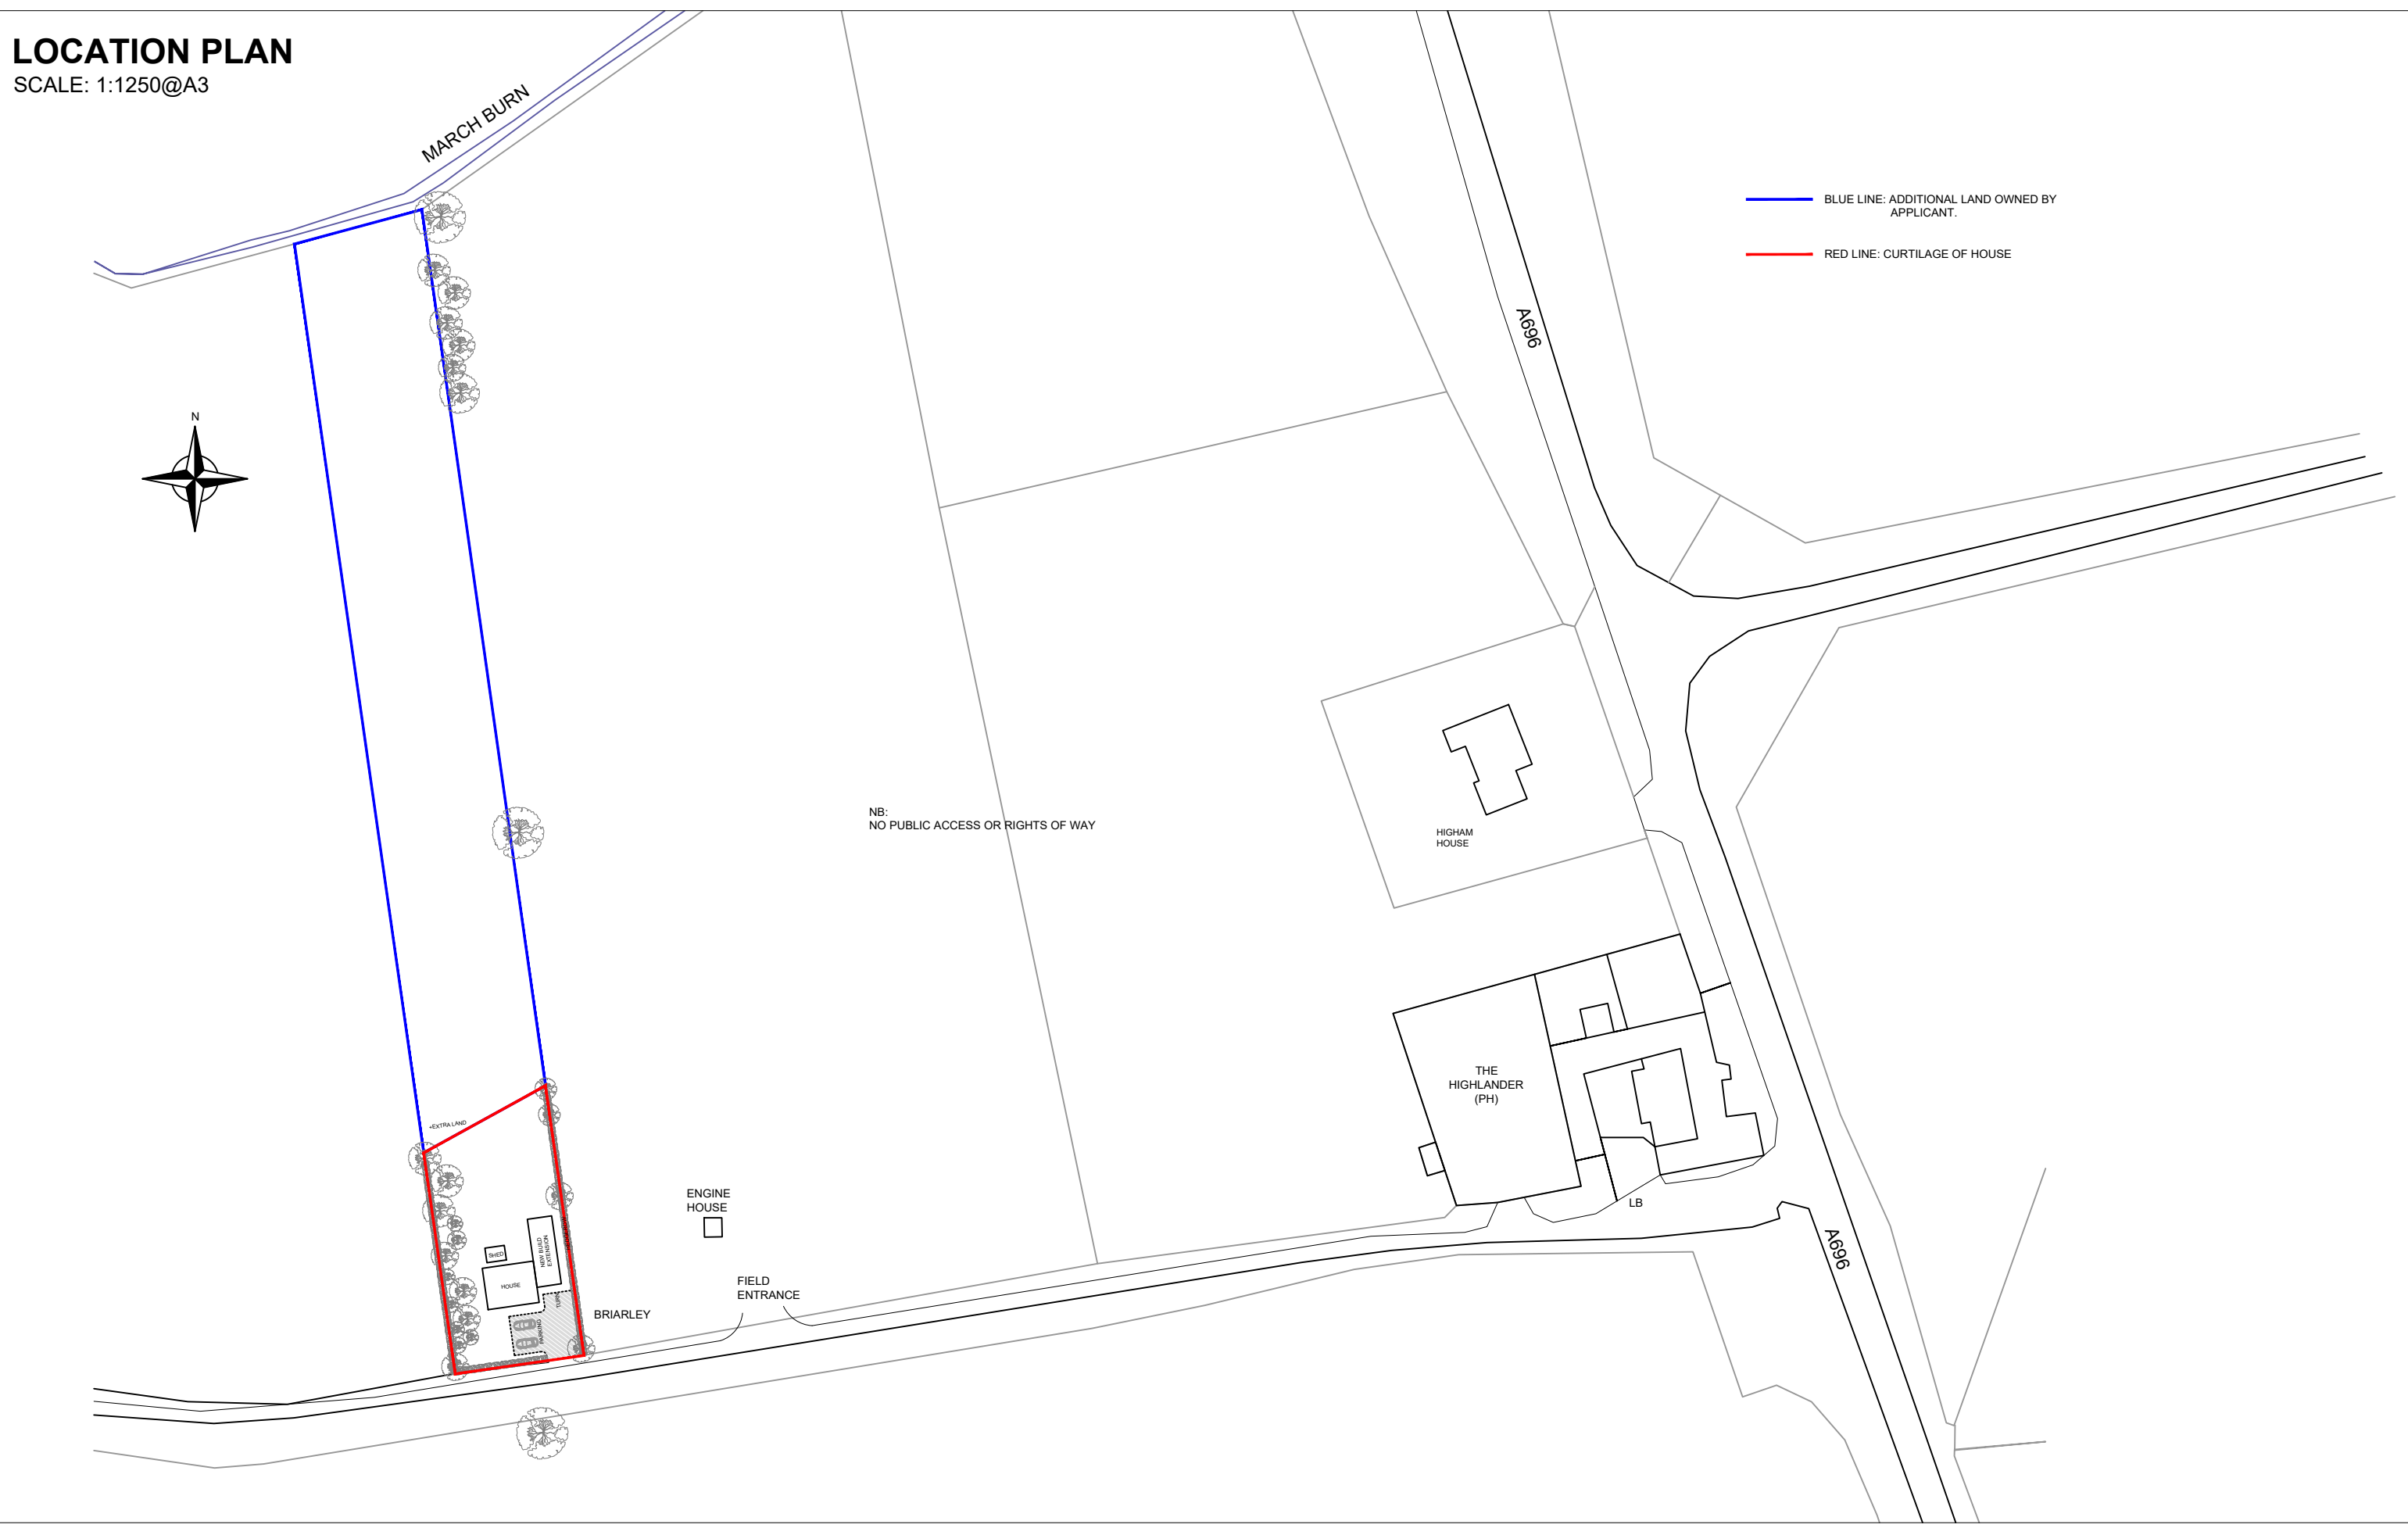 LOCATION PLAN
SCALE: 1:1250@A3
MARCH BURN
BLUE LINE: ADDITIONAL LAND OWNED BY
APPLICANT.
RED LINE: CURTILAGE OF HOUSE
A696
N
NB:
NO PUBLIC ACCESS OR RIGHTS OF WAY
HIGHAM
HOUSE
THE
HIGHLANDER
(PH)
+EXTRA LAND
ENGINE
HOUSE
LB
NEW BUILD
EXTENSION
SHED
HOUSE
A696
FIELD
ENTRANCE
TURN
BRIARLEY
PARKING